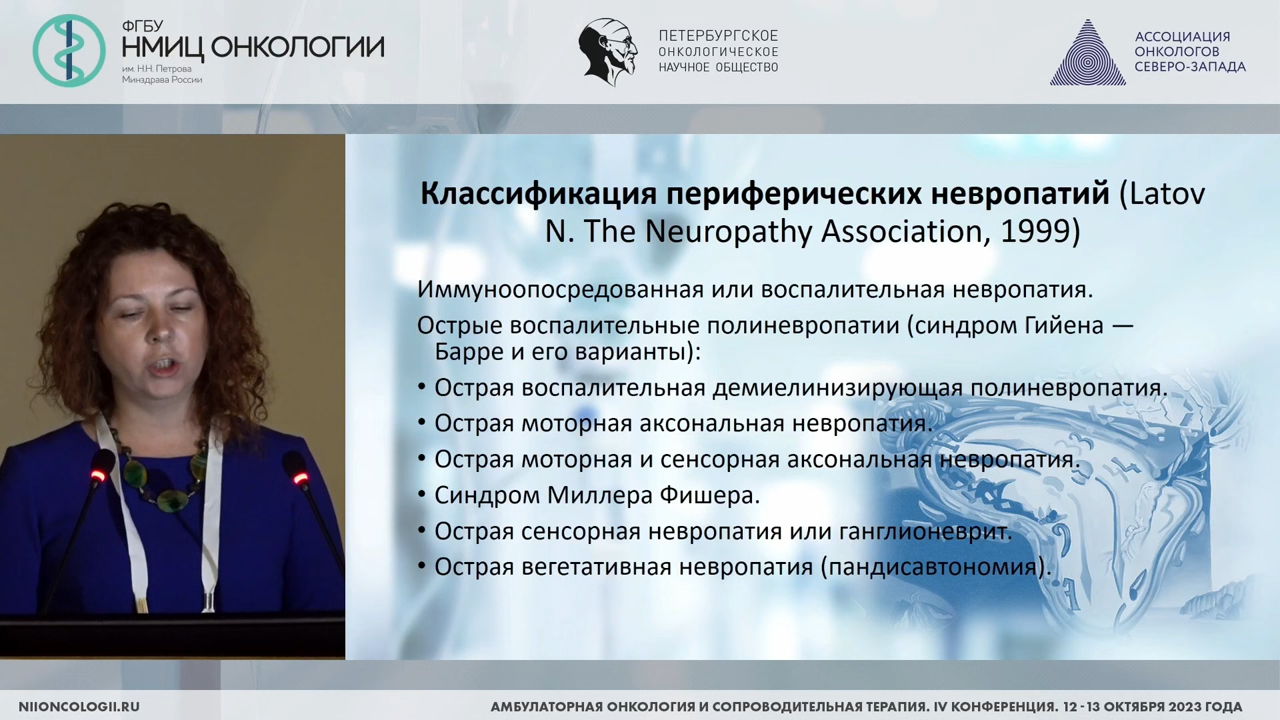 ФГБУ
НМИЦ ОНКОЛОГИИ
им. Н.Н. Петрова
Минздрава России
ПЕТЕРБУРГСКОЕ
ОНКОЛОГИЧЕСКОЕ
НАУЧНОЕ ОБЩЕСТВО
АССОЦИАЦИЯ
ОНКОЛОГОВ
СЕВЕРО-ЗАПАДА
Классификация периферических невропатий (Latov
N. The Neuropathy Association, 1999)
Иммуноопосредованная или воспалительная невропатия.
Острые воспалительные полиневропатии (синдром Гийена —
Барре и его варианты):
• Острая воспалительная демиелинизирующая полиневропатия.
• Острая моторная аксональная невропатия.
• Острая моторная и сенсорная аксональная невропатия.
• Синдром Миллера Фишера.
• Острая сенсорная невропатия или ганглионеврит.
• Острая вегетативная невропатия (пандисавтономия).
NIIONCOLOGII.RU
АМБУЛАТОРНАЯ ОНКОЛОГИЯ И СОПРОВОДИТЕЛЬНАЯ ТЕРАПИЯ. IV КОНФЕРЕНЦИЯ. 12 - 13 ОКТЯБРЯ 2023 ГОДА